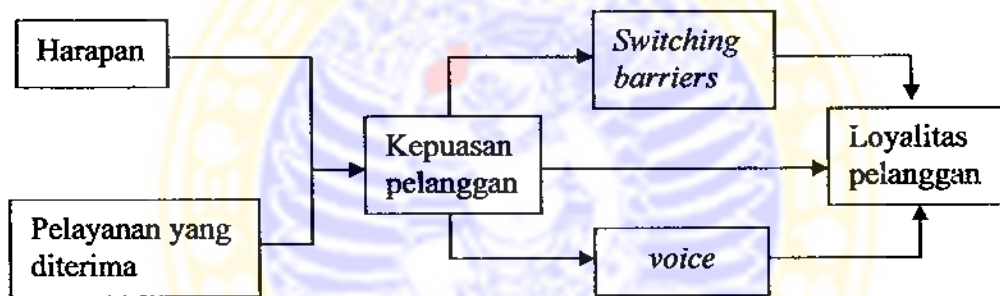 Harapan
Switching
barriers
Kepuasan
pelanggan
Loyalitas
pelanggan
Pelayanan yang
diterima
voice